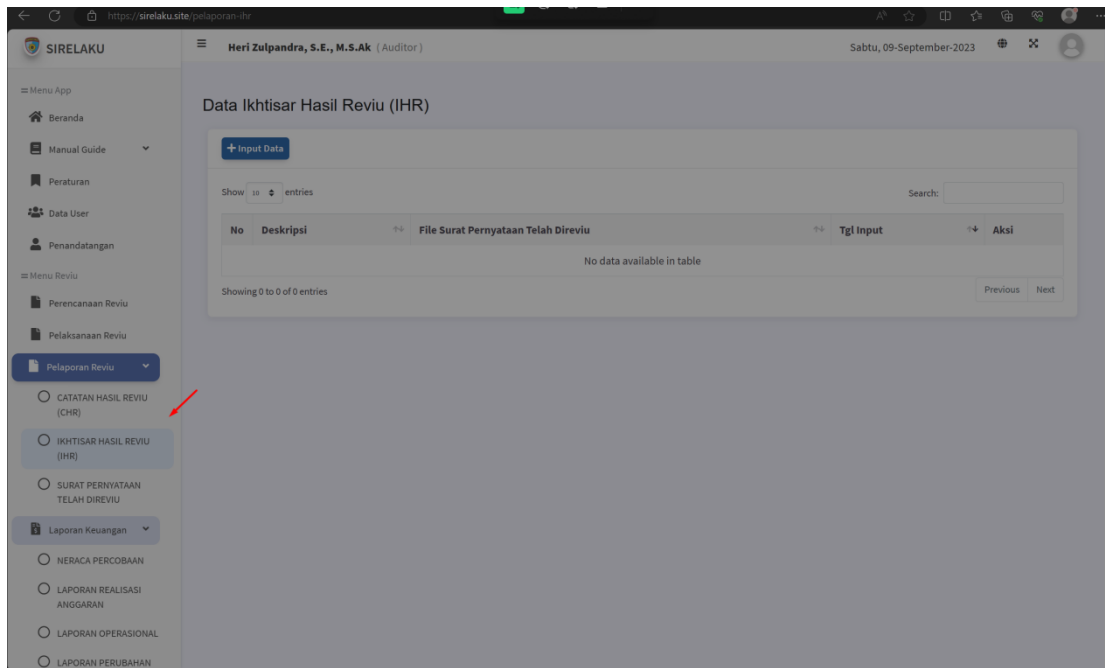 https://sirelaku.site/pelaporan-ihr
SIRELAKU
Heri Zulpandra, S.E., M.S.Ak (Auditor)
Sabtu, 09-September-2023
Menu App
Beranda
Manual Guide
Peraturan
Data User
Penandatangan
Menu Reviu
Perencanaan Reviu
Pelaksanaan Reviu
Pelaporan Reviu
CATATAN HASIL REVIU
(CHR)
IKHTISAR HASIL REVIU
(IHR)
SURAT PERNYATAAN
TELAH DIREVIU
Laporan Keuangan
NERACA PERCOBAAN
LAPORAN REALISASI
ANGGARAN
LAPORAN OPERASIONAL
LAPORAN PERUBAHAN
Data Ikhtisar Hasil Reviu (IHR)
+ Input Data
Show 10 entries
Search:
No Deskripsi File Surat Pernyataan Telah Direviu Tgl Input Aksi
No data available in table
Showing 0 to 0 of 0 entries
Previous Next